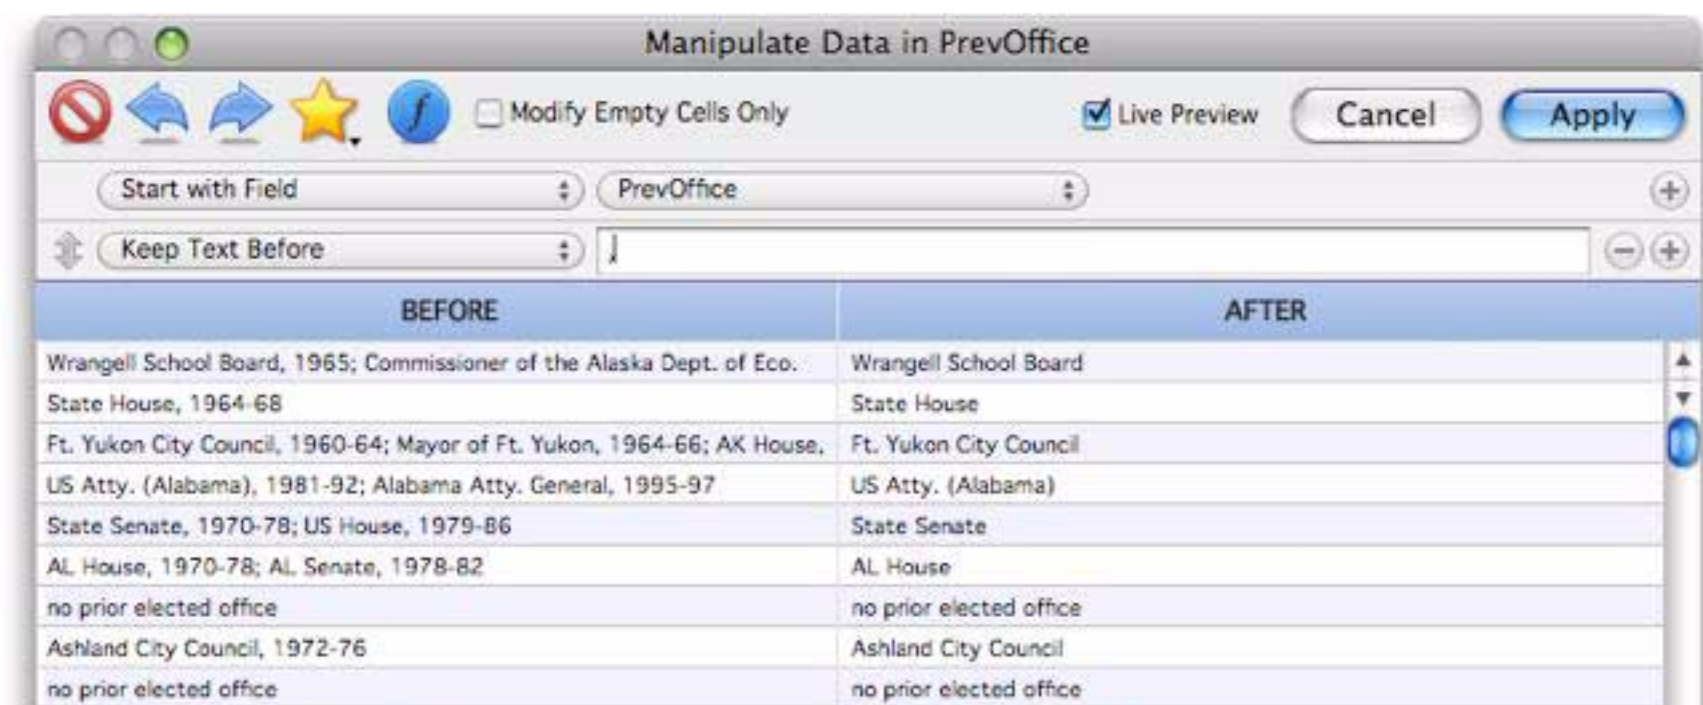 Manipulate Data in PrevOffice
Modify Empty Cells Only
Live Preview
Cancel
Apply
Start with Field
PrevOffice
Keep Text Before
,
BEFORE
AFTER
Wrangell School Board, 1965; Commissioner of the Alaska Dept. of Eco.
Wrangell School Board
State House, 1964-68
State House
Ft. Yukon City Council, 1960-64; Mayor of Ft. Yukon, 1964-66; AK House,
Ft. Yukon City Council
US Atty. (Alabama), 1981-92; Alabama Atty. General, 1995-97
US Atty. (Alabama)
State Senate, 1970-78; US House, 1979-86
State Senate
AL House, 1970-78; AL Senate, 1978-82
AL House
no prior elected office
no prior elected office
Ashland City Council, 1972-76
Ashland City Council
no prior elected office
no prior elected office